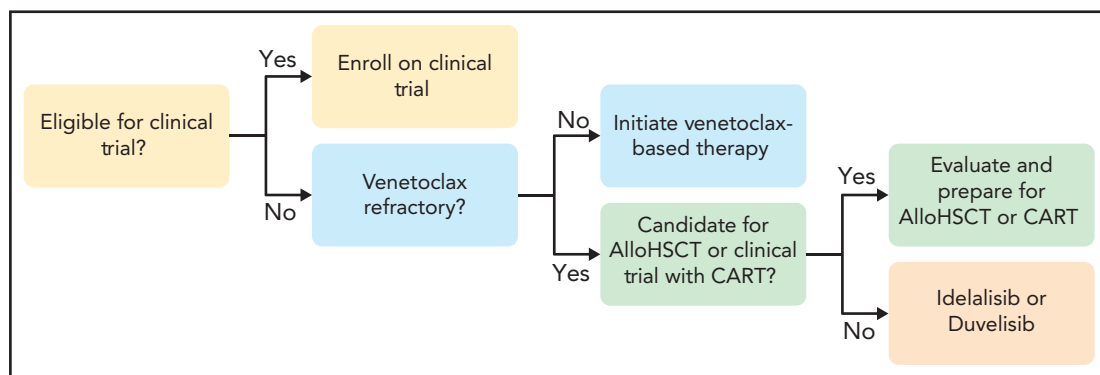 Eligible for clinical
trial?
Yes
Enroll on clinical
trial
No
Venetoclax
refractory?
No
Initiate venetoclax-
based therapy
Yes
Candidate for
AlloHSCT or clinical
trial with CART?
Yes
Evaluate and
prepare for
AlloHSCT or CART
No
Idelalisib or
Duvelisib